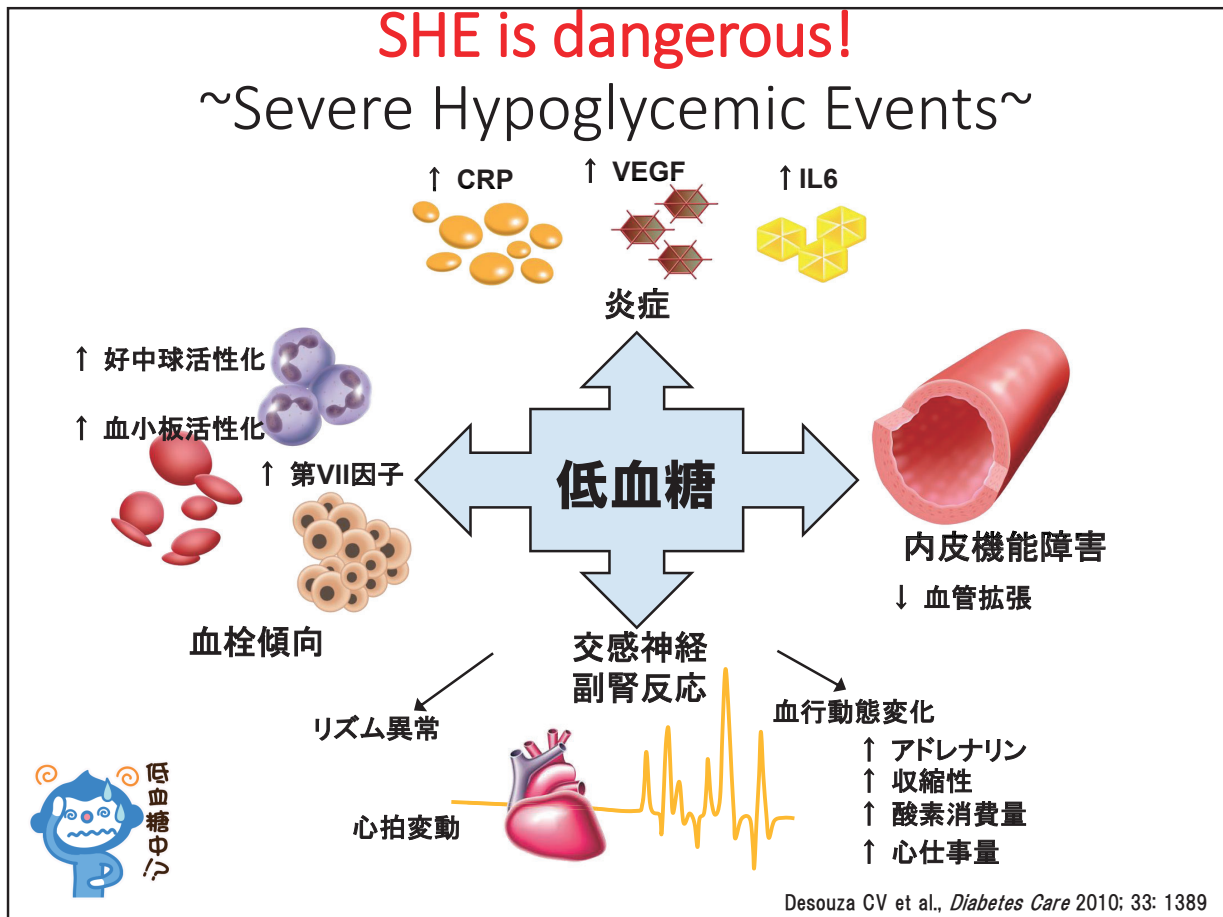 SHE is dangerous!
~Severe Hypoglycemic Events~
↑ CRP
↑ VEGF
↑ IL6
炎症
↑ 好中球活性化
↑ 血小板活性化
↑ 第VII因子
血栓傾向
低血糖
内皮機能障害
↓ 血管拡張
交感神経
副腎反応
リズム異常
心拍変動
血行動態変化
↑ アドレナリン
↑ 収縮性
↑ 酸素消費量
↑ 心仕事量
低血糖中!?
Desouza CV et al., Diabetes Care 2010; 33: 1389